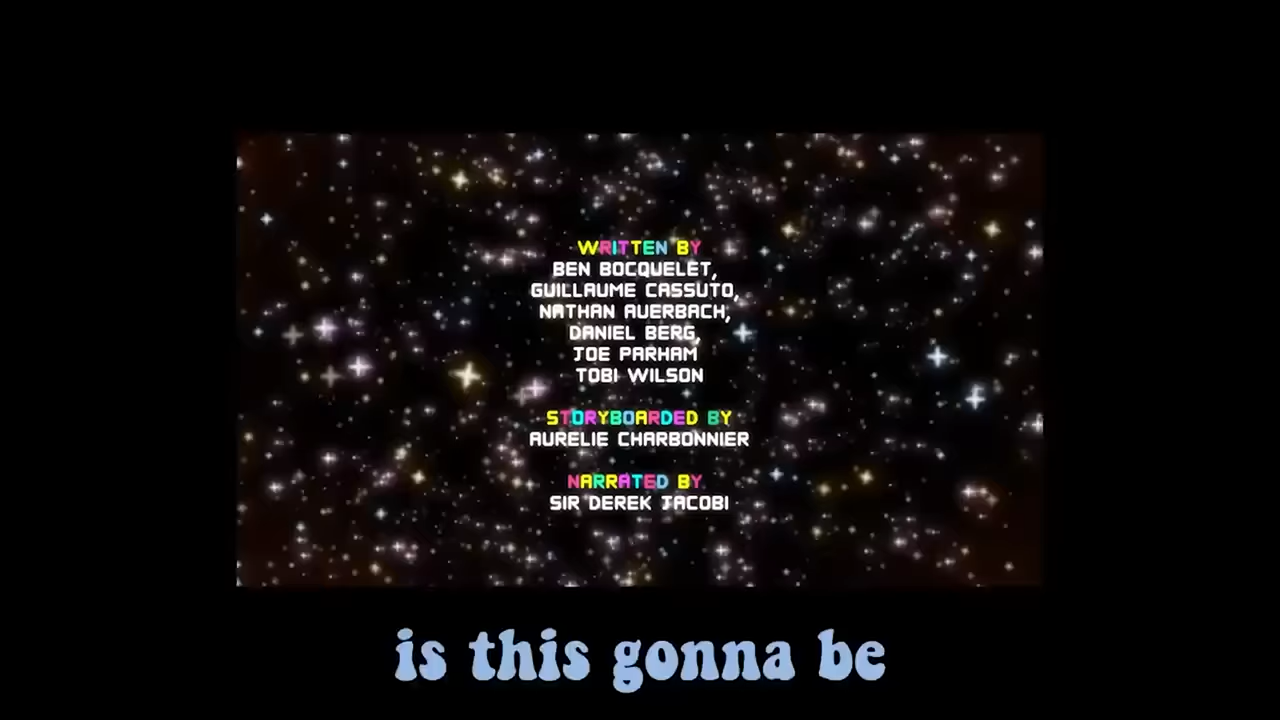 WRITTEN BY
BEN BOCQUELET,
GUILLAUME CASSUTO,
NATHAN AUERBACH,
DANIEL BERG,
JOE PARHAM
TOBI WILSON
STORYBOARDED BY
AURELIE CHARBONNIER
NARRATED BY
SIR DEREK JACOBI
is this gonna be